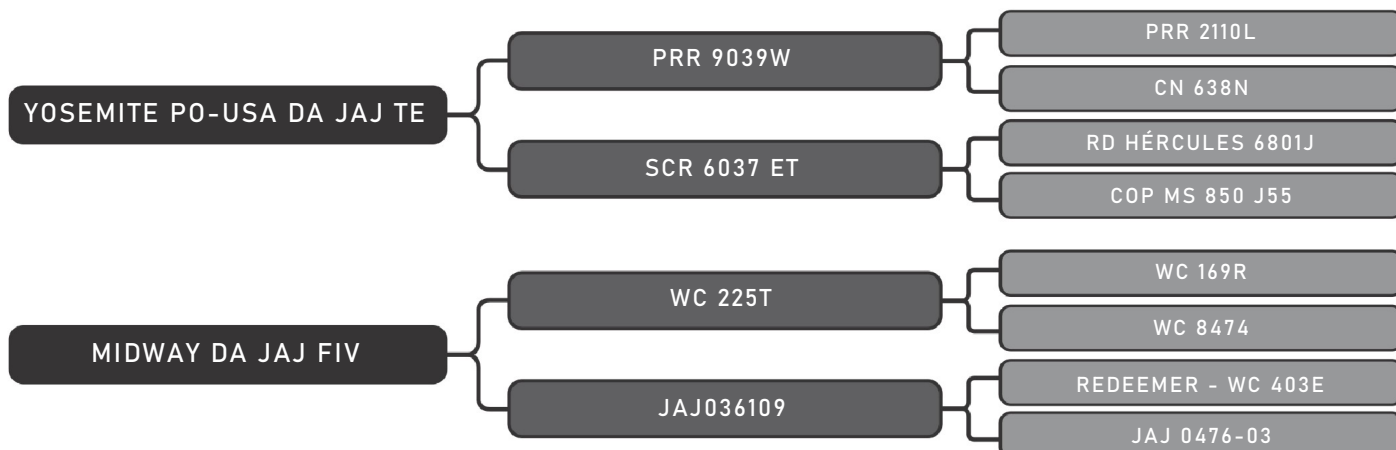 YOSEMITE PO-USA DA JAJ TE
PRR 9039W
PRR 2110L
CN 638N
SCR 6037 ET
RD HÉRCULES 6801J
COP MS 850 J55
MIDWAY DA JAJ FIV
WC 225T
WC 169R
WC 8474
JAJ036109
REDEEMER - WC 403E
JAJ 0476-03